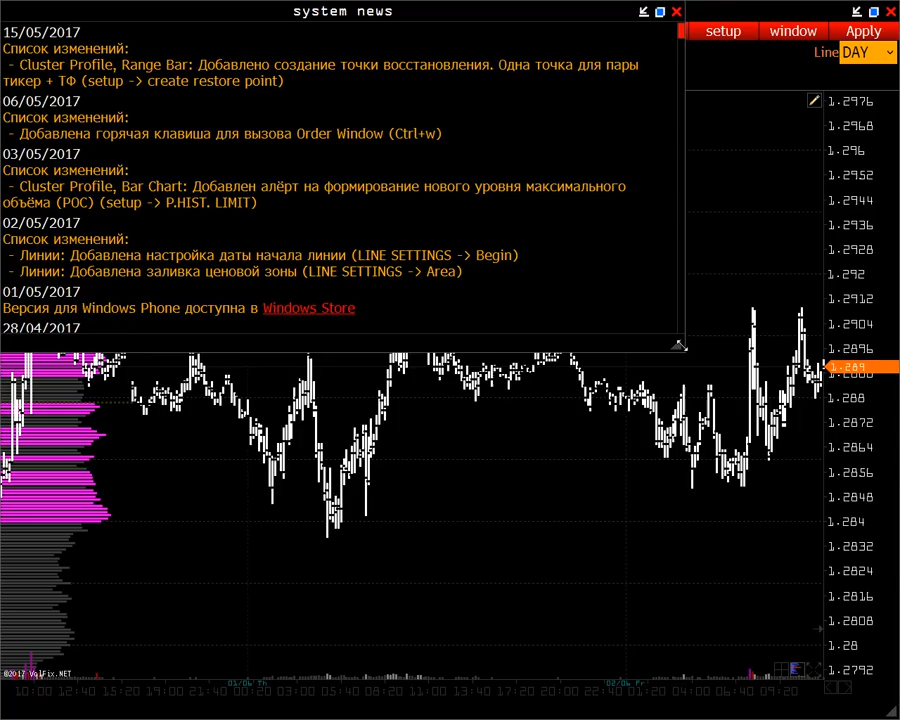 system news
15/05/2017
Список изменений:
- Cluster Profile, Range Bar: Добавлено создание точки восстановления. Одна точка для пары
тикер + ТФ (setup -> create restore point)
06/05/2017
Список изменений:
- Добавлена горячая клавиша для вызова Order Window (Ctrl+w)
03/05/2017
Список изменений:
- Cluster Profile, Bar Chart: Добавлен алёрт на формирование нового уровня максимального
объёма (POC) (setup -> P.HIST. LIMIT)
02/05/2017
Список изменений:
- Линии: Добавлена настройка даты начала линии (LINE SETTINGS -> Begin)
- Линии: Добавлена заливка ценовой зоны (LINE SETTINGS -> Area)
01/05/2017
Версия для Windows Phone доступна в Windows Store
28/04/2017
setup window Apply
Line DAY
1.2976
1.2968
1.296
1.2952
1.2944
1.2936
1.2928
1.292
1.2912
1.2904
1.2896
1.289
1.288
1.2872
1.2864
1.2856
1.2848
1.284
1.2832
1.2824
1.2816
1.2808
1.28
1.2792
©2017 VolFix.NET
01/06 Th 02/06 Fr
10:00 12:40 15:20 19:00 21:40 00:20 03:00 05:40 08:20 11:00 13:40 17:20 20:00 22:40 01:20 04:00 06:40 09:20